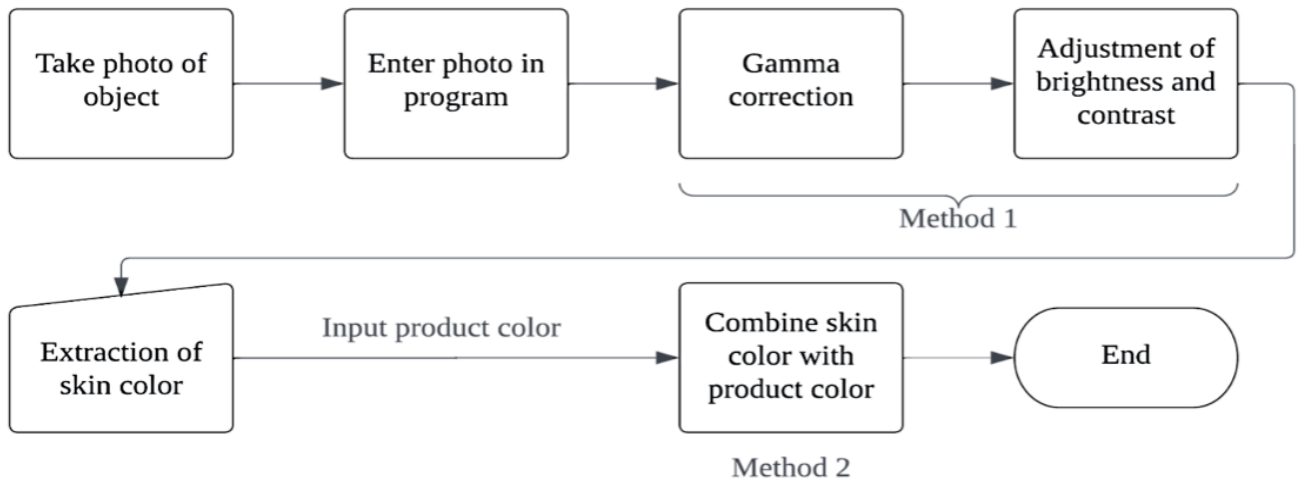 Take photo of
object
Enter photo in
program
Gamma
correction
Adjustment of
brightness and
contrast
Method 1
Extraction of
skin color
Input product color
Combine skin
color with
product color
End
Method 2